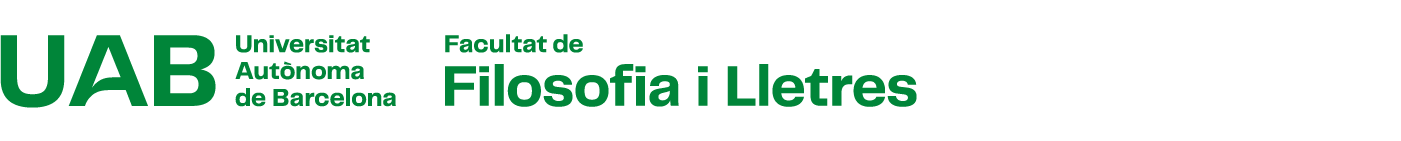 UAB
Universitat
Autònoma
de Barcelona
Facultat de
Filosofia i Lletres